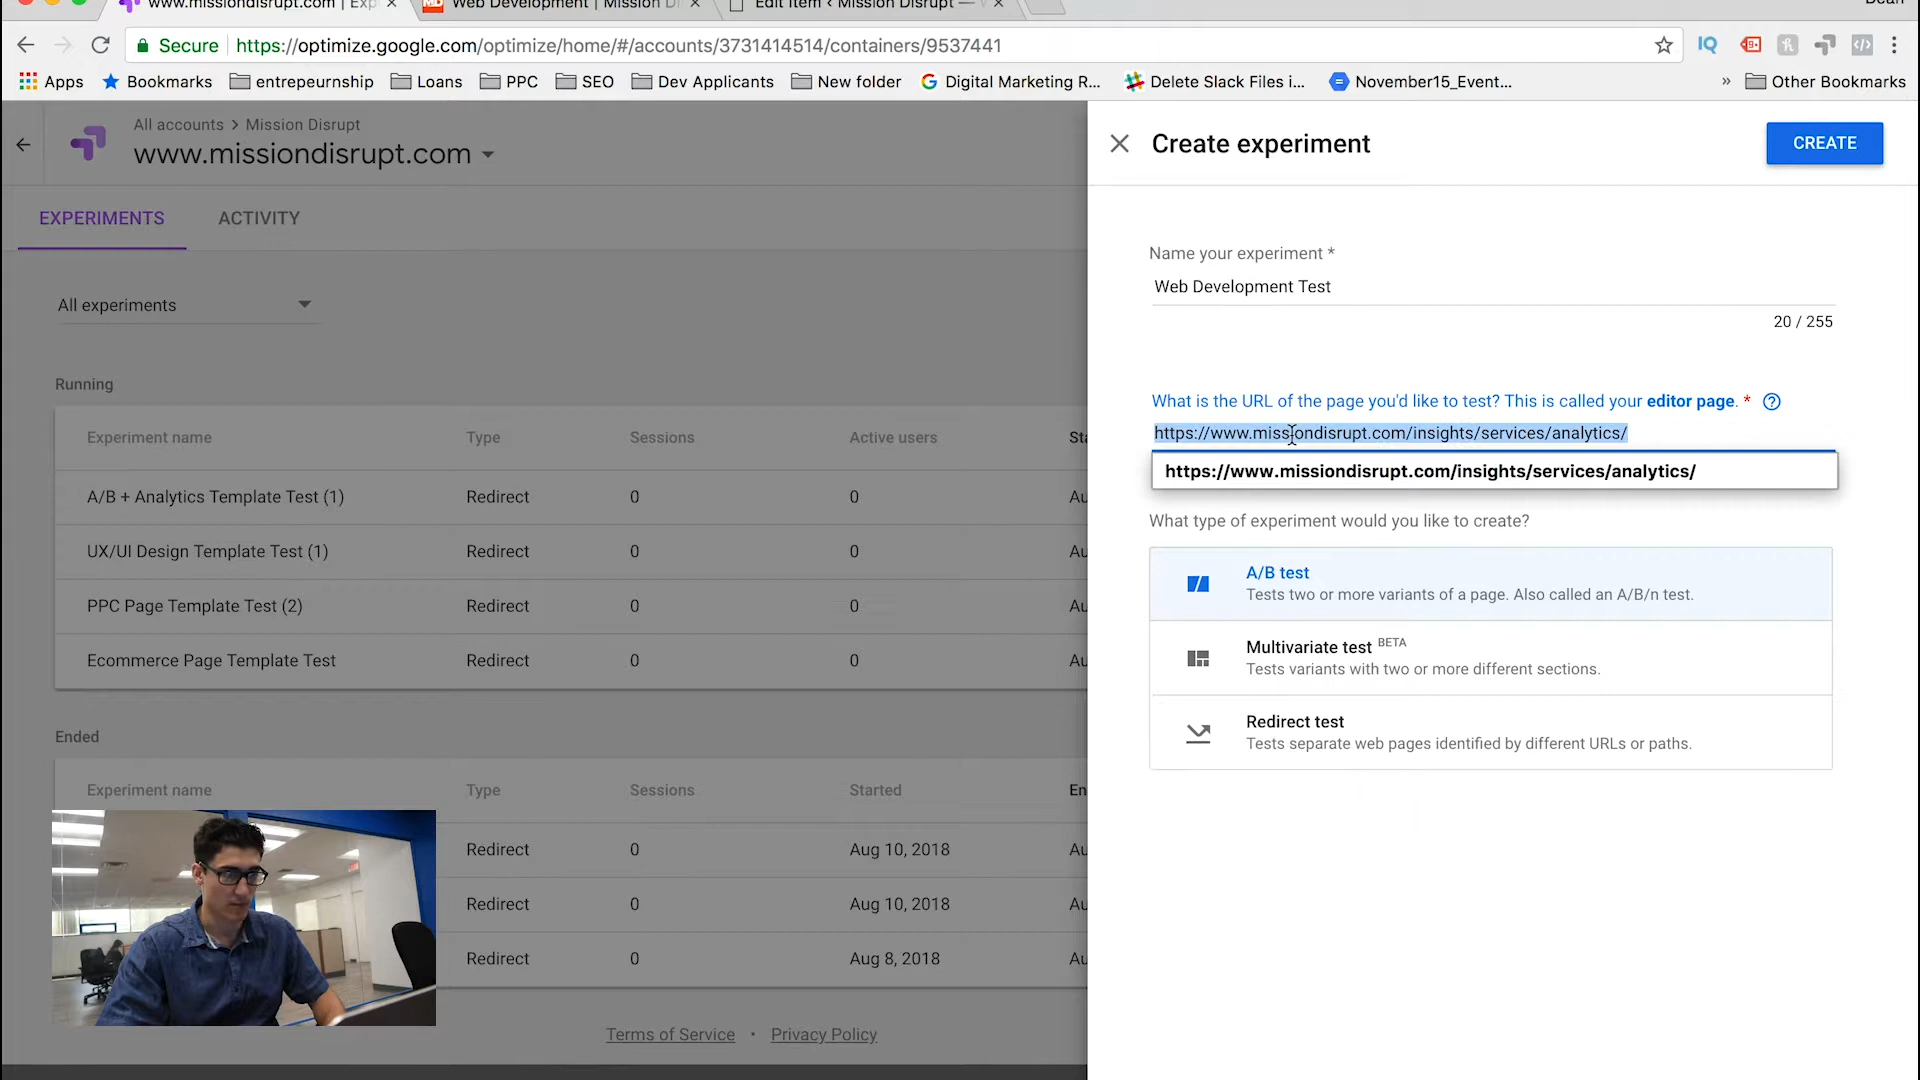 www.missiondisrupt.com | Exp
Web Development | Mission Di
Edit Item ‹ Mission Disrupt —
Dean
Secure https://optimize.google.com/optimize/home/#/accounts/3731414514/containers/9537441
IQ
Apps Bookmarks entrepeurnship Loans PPC SEO Dev Applicants New folder Digital Marketing R... Delete Slack Files i... November15_Event... » Other Bookmarks
All accounts > Mission Disrupt
www.missiondisrupt.com
EXPERIMENTS ACTIVITY
All experiments
Running
Experiment name Type Sessions Active users Sta
A/B + Analytics Template Test (1) Redirect 0 0 Au
UX/UI Design Template Test (1) Redirect 0 0 Au
PPC Page Template Test (2) Redirect 0 0 Au
Ecommerce Page Template Test Redirect 0 0 Au
Ended
Experiment name Type Sessions Started En
Redirect 0 Aug 10, 2018 Au
Redirect 0 Aug 10, 2018 Au
Redirect 0 Aug 8, 2018 Au
Terms of Service • Privacy Policy
Create experiment
CREATE
Name your experiment *
Web Development Test
20 / 255
What is the URL of the page you'd like to test? This is called your editor page. *
https://www.missiondisrupt.com/insights/services/analytics/
https://www.missiondisrupt.com/insights/services/analytics/
What type of experiment would you like to create?
A/B test
Tests two or more variants of a page. Also called an A/B/n test.
Multivariate test BETA
Tests variants with two or more different sections.
Redirect test
Tests separate web pages identified by different URLs or paths.